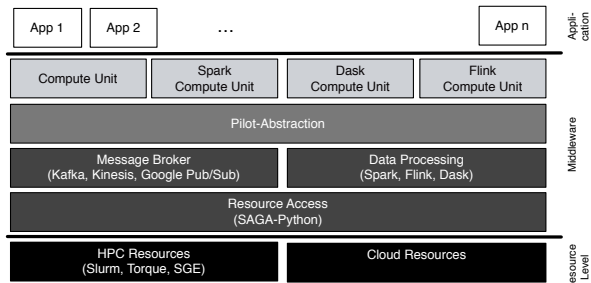 App 1
App 2
...
App n
Appli-
cation
Compute Unit
Spark
Compute Unit
Dask
Compute Unit
Flink
Compute Unit
Pilot-Abstraction
Message Broker
(Kafka, Kinesis, Google Pub/Sub)
Data Processing
(Spark, Flink, Dask)
Resource Access
(SAGA-Python)
Middleware
HPC Resources
(Slurm, Torque, SGE)
Cloud Resources
esource
Level